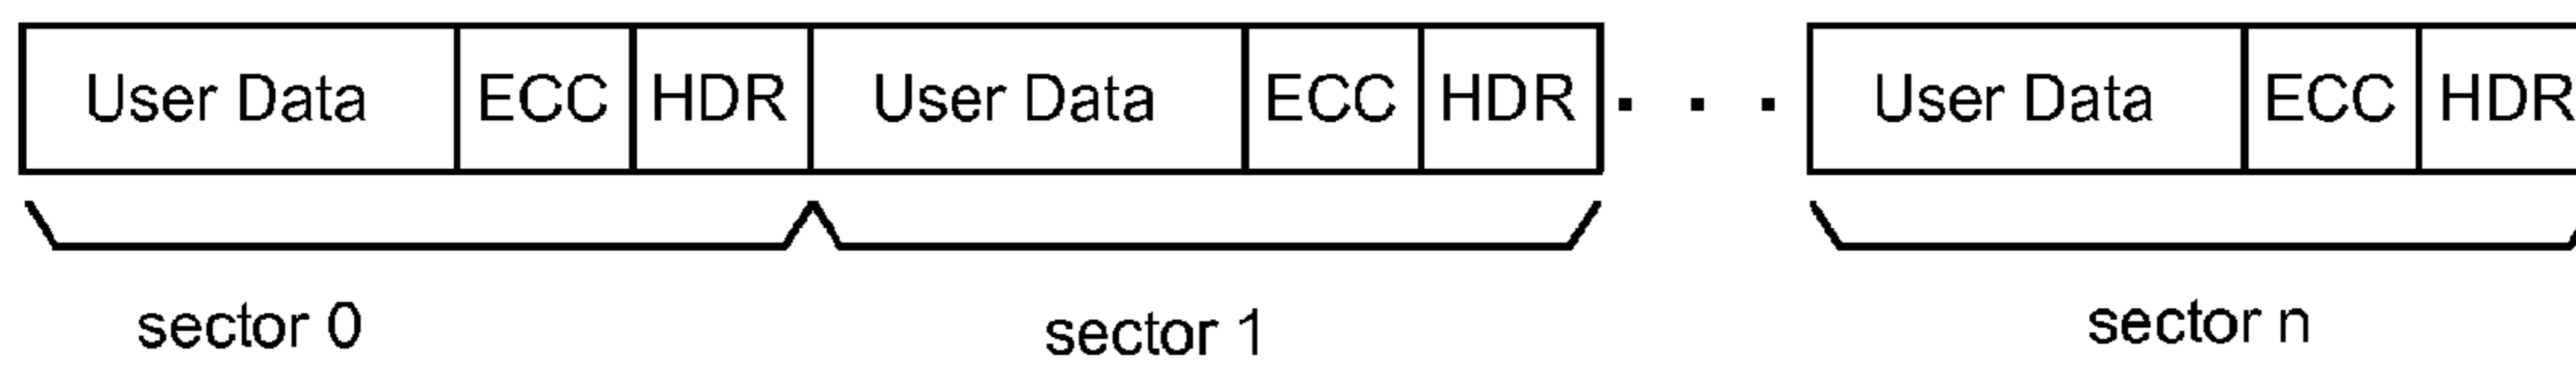 User Data ECC HDR User Data ECC HDR . . . User Data ECC HDR
sector 0 sector 1 sector n